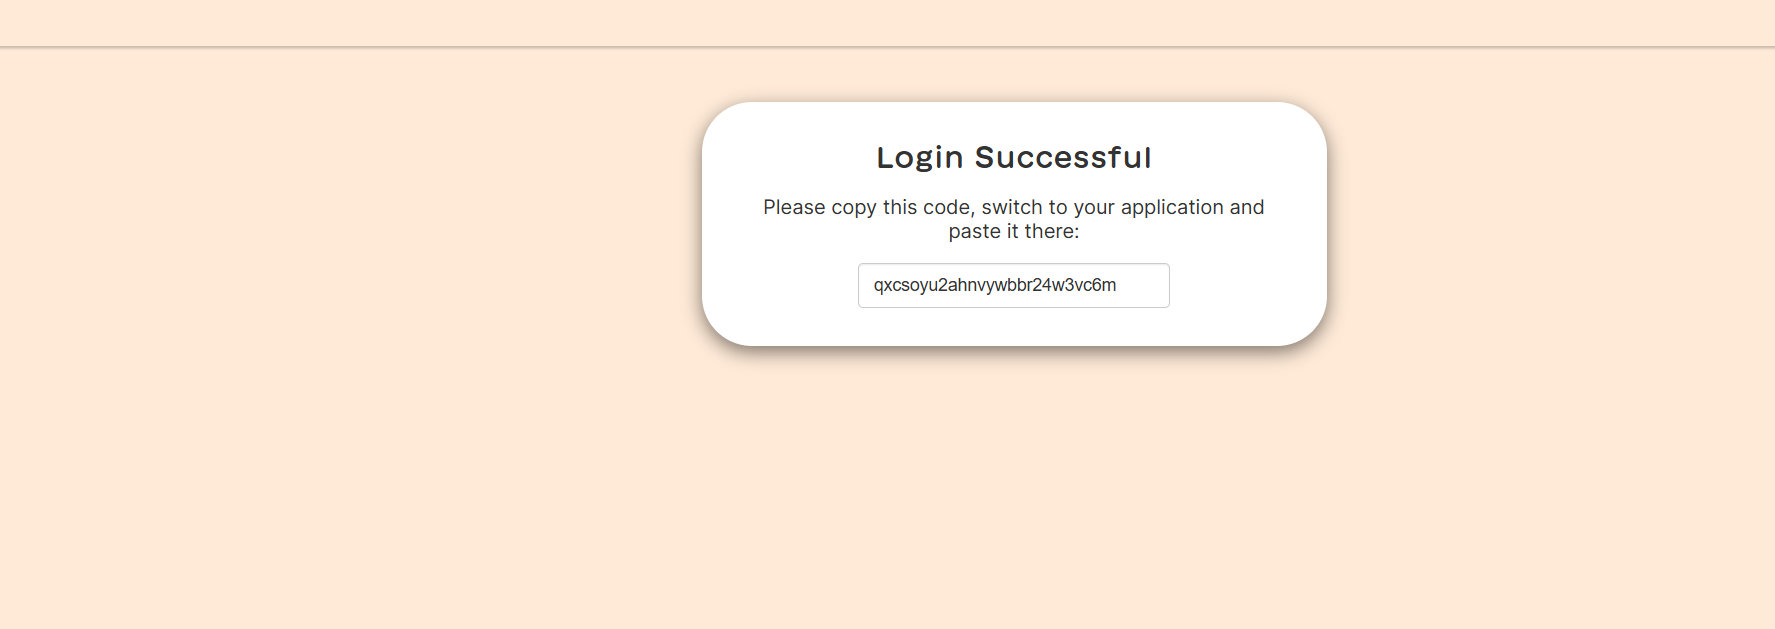 Login Successful
Please copy this code, switch to your application and
paste it there:
qxcsoyu2ahnvywbbr24w3vc6m